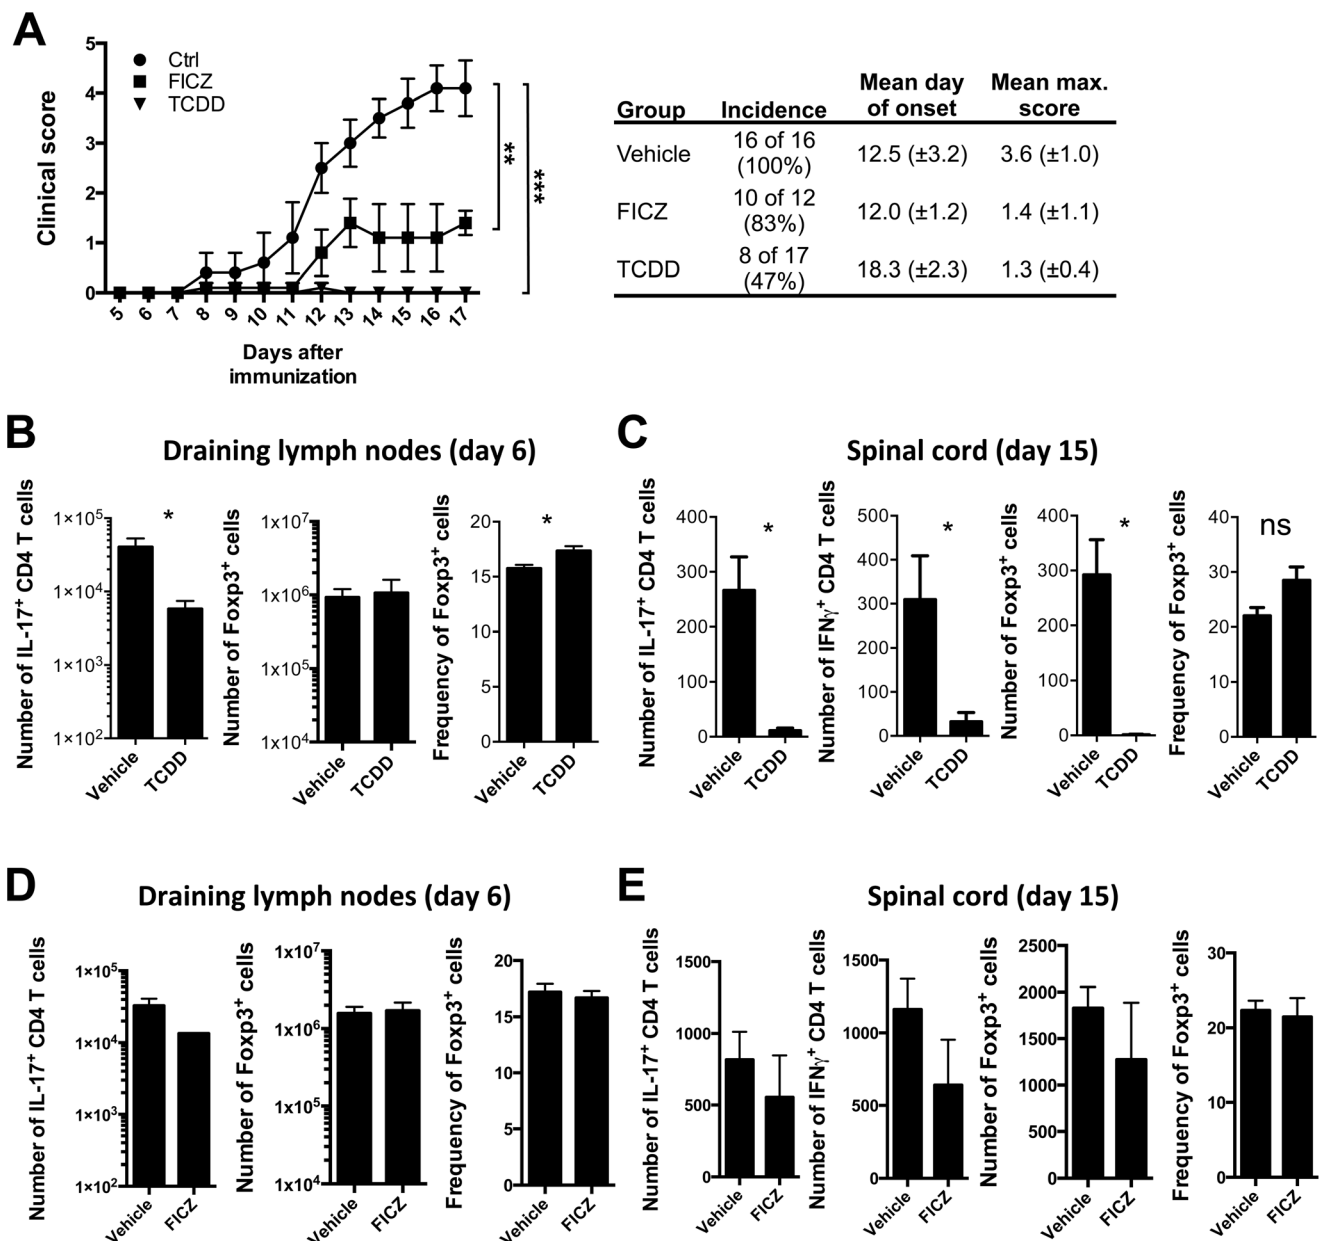 A
5
4
3
2
1
0
Clinical score
Ctrl
FICZ
TCDD
**
***
5 6 7 8 9 10 11 12 13 14 15 16 17
Days after
immunization
Group Incidence Mean day of onset Mean max. score
Vehicle 16 of 16 (100%) 12.5 (±3.2) 3.6 (±1.0)
FICZ 10 of 12 (83%) 12.0 (±1.2) 1.4 (±1.1)
TCDD 8 of 17 (47%) 18.3 (±2.3) 1.3 (±0.4)
B
Draining lymph nodes (day 6)
Number of IL-17⁺ CD4 T cells
1×10⁵
1×10⁴
1×10³
1×10²
*
Vehicle TCDD
Number of Foxp3⁺ cells
1×10⁷
1×10⁶
1×10⁵
1×10⁴
Vehicle TCDD
Frequency of Foxp3⁺ cells
20
15
10
5
0
*
Vehicle TCDD
C
Spinal cord (day 15)
Number of IL-17⁺ CD4 T cells
400
300
200
100
0
*
Vehicle TCDD
Number of IFNγ⁺ CD4 T cells
500
400
300
200
100
0
*
Vehicle TCDD
Number of Foxp3⁺ cells
400
300
200
100
0
*
Vehicle TCDD
Frequency of Foxp3⁺ cells
40
30
20
10
0
ns
Vehicle TCDD
D
Draining lymph nodes (day 6)
Number of IL-17⁺ CD4 T cells
1x10⁵
1x10⁴
1x10³
1x10²
Vehicle FICZ
Number of Foxp3⁺ cells
1x10⁷
1x10⁶
1x10⁵
1x10⁴
Vehicle FICZ
Frequency of Foxp3⁺ cells
20
15
10
5
0
Vehicle FICZ
E
Spinal cord (day 15)
Number of IL-17⁺ CD4 T cells
1500
1000
500
0
Vehicle FICZ
Number of IFNγ⁺ CD4 T cells
1500
1000
500
0
Vehicle FICZ
Number of Foxp3⁺ cells
2500
2000
1500
1000
500
0
Vehicle FICZ
Frequency of Foxp3⁺ cells
30
20
10
0
Vehicle FICZ